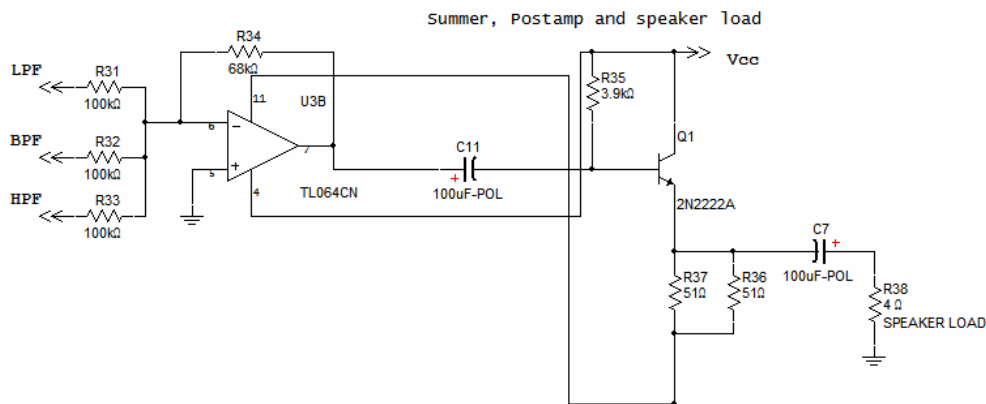 Summer, Postamp and speaker load
R34
68kΩ
LPF
R31
100kΩ
BPF
R32
100kΩ
HPF
R33
100kΩ
11
U3B
6
−
+
5
7
4
TL064CN
C11
+
100uF-POL
R35
3.9kΩ
Vcc
Q1
2N2222A
R37
51Ω
R36
51Ω
C7
+
100uF-POL
R38
4 Ω
SPEAKER LOAD